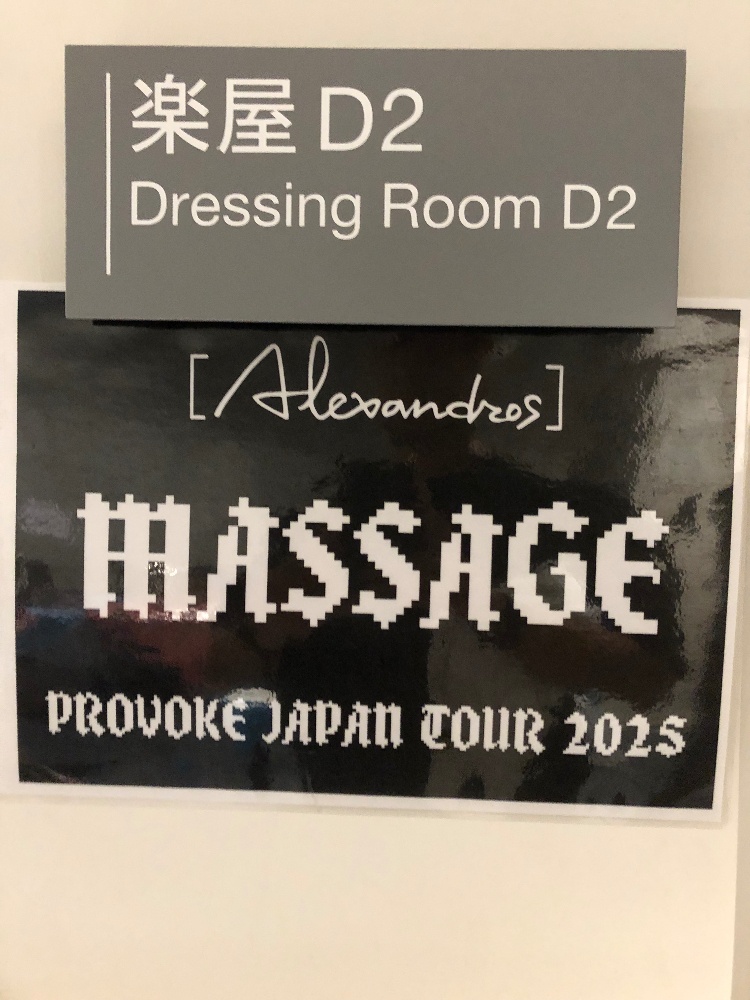 楽屋 D2
Dressing Room D2
[Alexandros]
MASSAGE
PROVOKE JAPAN TOUR 2025